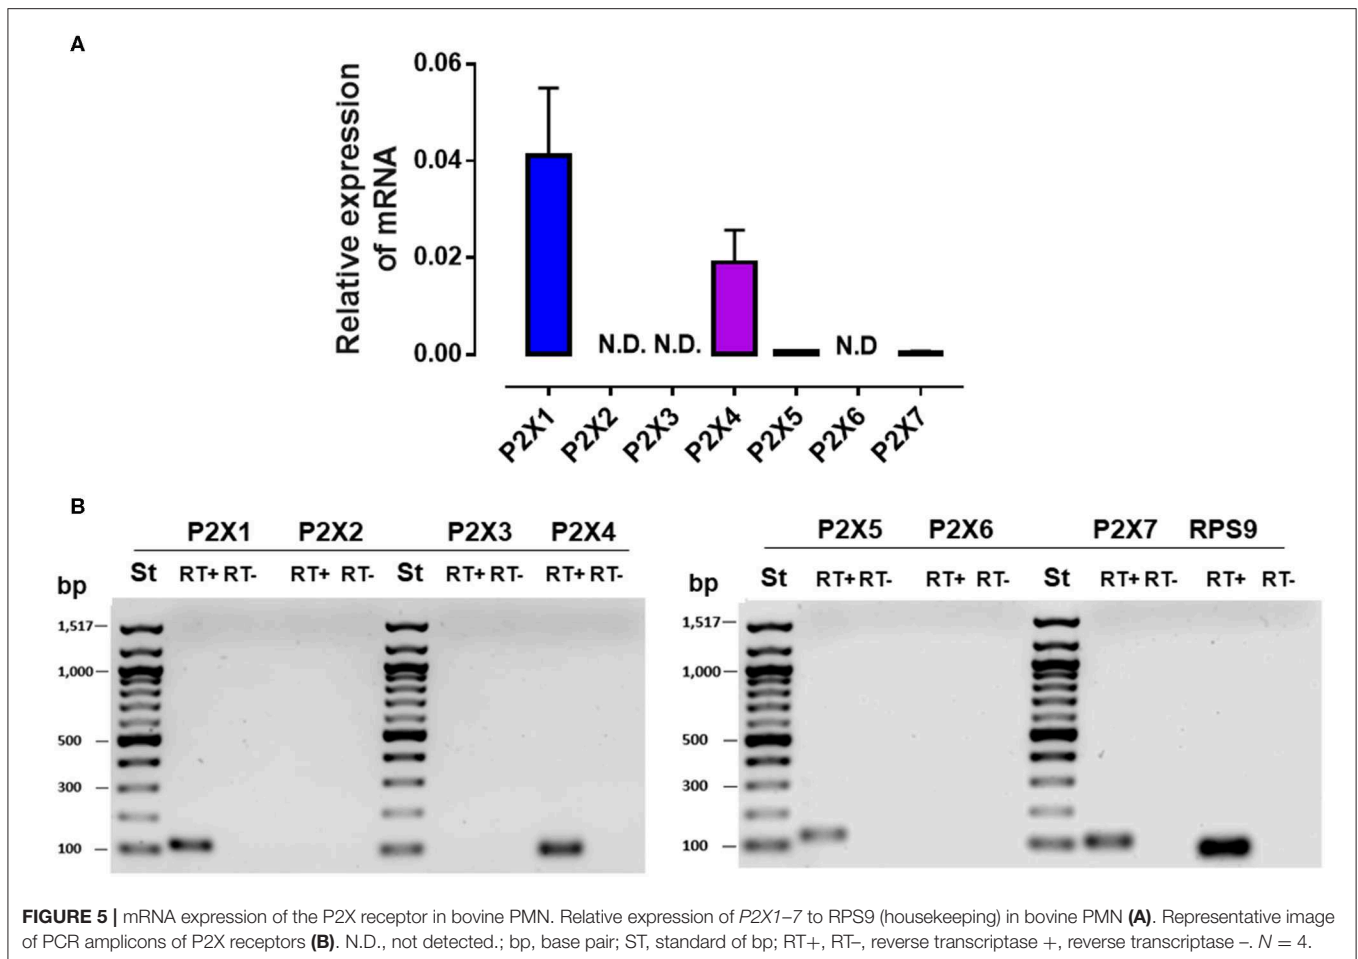 A
Relative expression
of mRNA
0.06
0.04
0.02
0.00
N.D. N.D. N.D
P2X1 P2X2 P2X3 P2X4 P2X5 P2X6 P2X7
B
P2X1 P2X2 P2X3 P2X4
bp St RT+ RT- RT+ RT- St RT+ RT- RT+ RT-
1,517
1,000
500
300
100
P2X5 P2X6 P2X7 RPS9
bp St RT+ RT- RT+ RT- St RT+ RT- RT+ RT-
1,517
1,000
500
300
100
FIGURE 5 | mRNA expression of the P2X receptor in bovine PMN. Relative expression of P2X1–7 to RPS9 (housekeeping) in bovine PMN (A). Representative image
of PCR amplicons of P2X receptors (B). N.D., not detected.; bp, base pair; ST, standard of bp; RT+, RT–, reverse transcriptase +, reverse transcriptase –. N = 4.